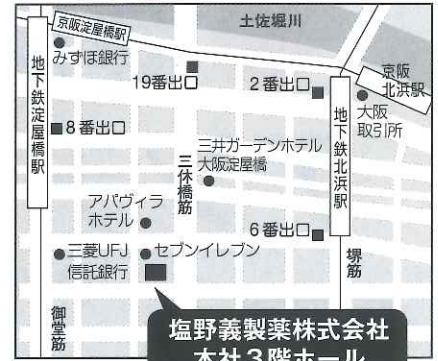 土佐堀川
京阪淀屋橋駅
みずほ銀行
京阪
北浜駅
19番出口
2番出口
大阪
取引所
地下鉄淀屋橋駅
8番出口
三井ガーデンホテル
大阪淀屋橋
地下鉄北浜駅
三休橋筋
アパヴィラ
ホテル
6番出口
三菱UFJ
信託銀行
セブンイレブン
堺筋
御堂筋
塩野義製薬株式会社
本社3階ホール